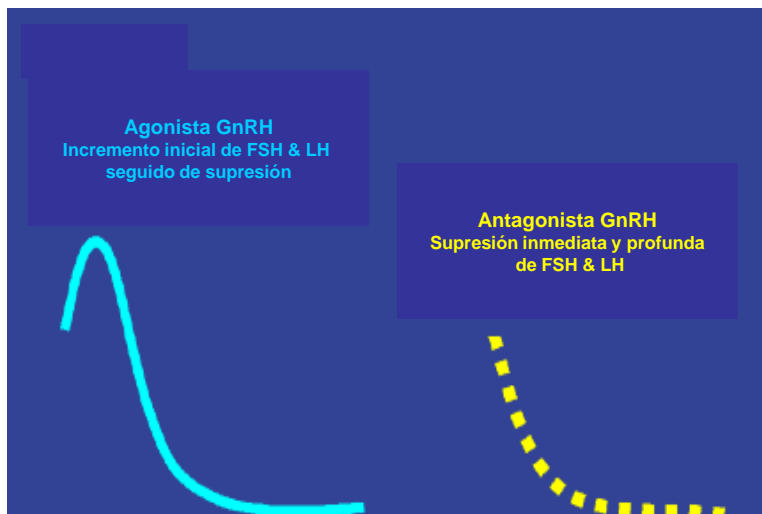 Agonista GnRH
Incremento inicial de FSH & LH
seguido de supresión
Antagonista GnRH
Supresión inmediata y profunda
de FSH & LH